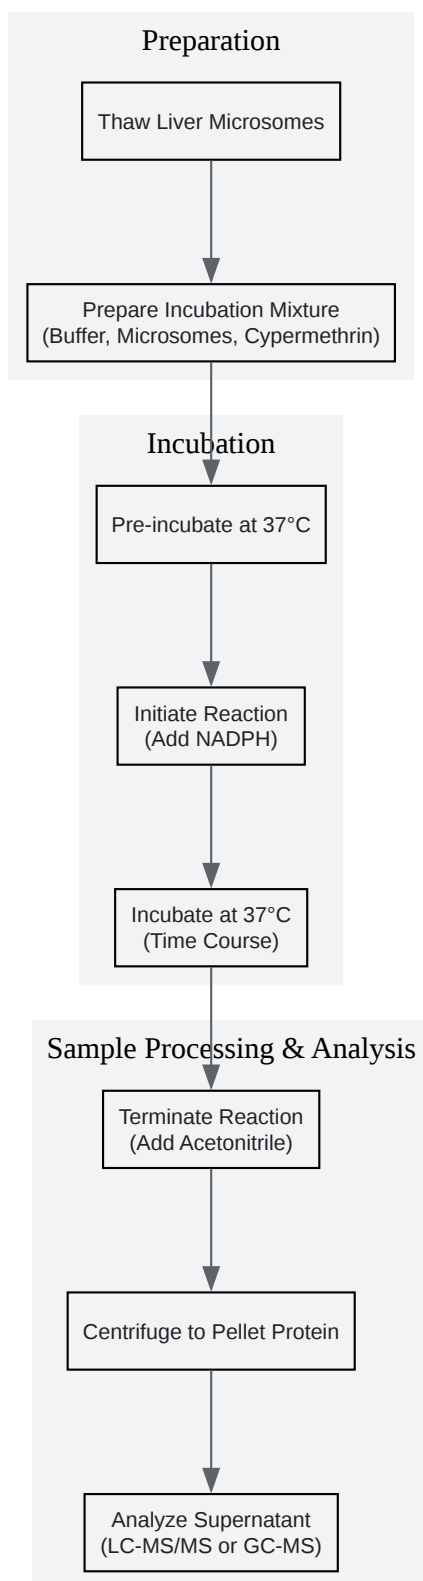 Preparation
Thaw Liver Microsomes
Prepare Incubation Mixture
(Buffer, Microsomes, Cypermethrin)
Incubation
Pre-incubate at 37°C
Initiate Reaction
(Add NADPH)
Incubate at 37°C
(Time Course)
Sample Processing & Analysis
Terminate Reaction
(Add Acetonitrile)
Centrifuge to Pellet Protein
Analyze Supernatant
(LC-MS/MS or GC-MS)